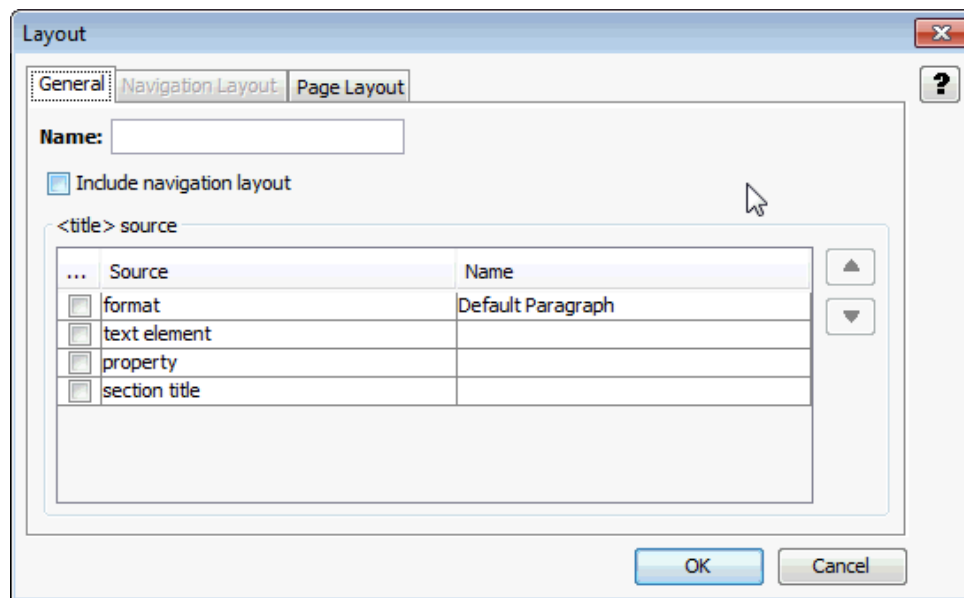 Layout
General Navigation Layout Page Layout
?
Name:
Include navigation layout
<title> source
... Source Name
format Default Paragraph
text element
property
section title
OK Cancel